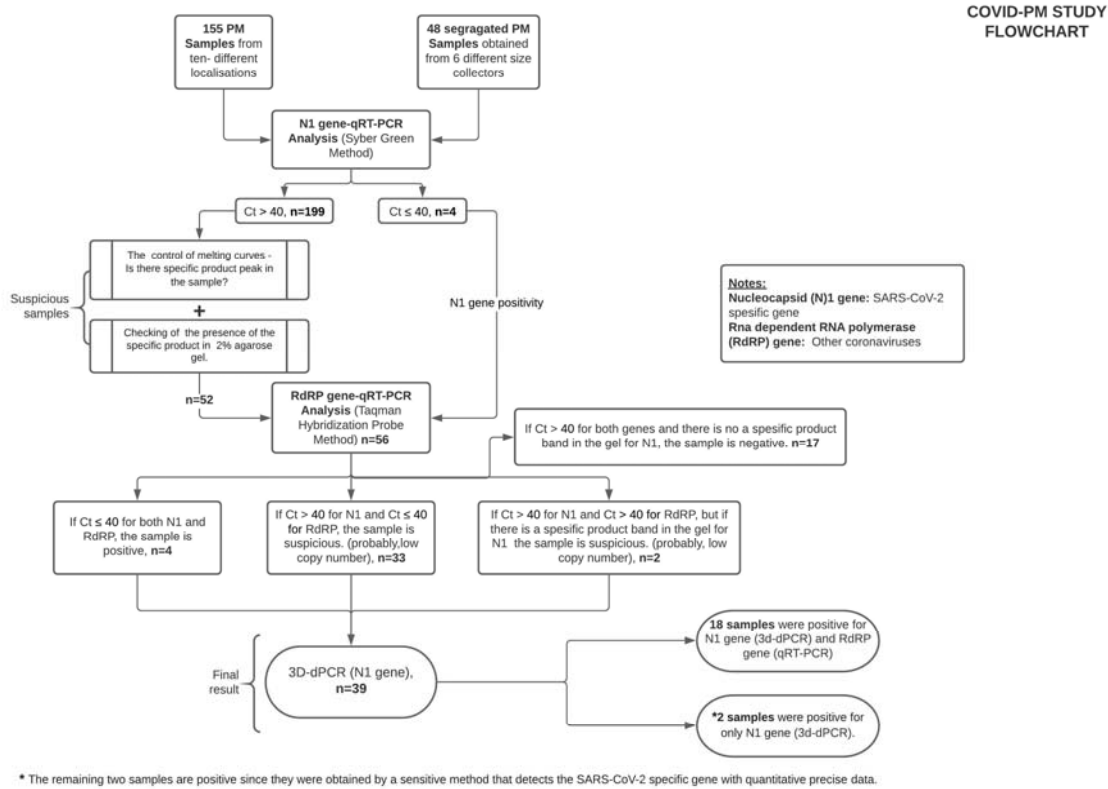 COVID-PM STUDY
FLOWCHART
155 PM
Samples from
ten- different
localisations
48 segragated PM
Samples obtained
from 6 different size
collectors
N1 gene-qRT-PCR
Analysis (Syber Green
Method)
Ct > 40, n=199
Ct ≤ 40, n=4
The control of melting curves -
Is there specific product peak in
the sample?
Suspicious
samples
+
Checking of the presence of the
specific product in 2% agarose
gel.
N1 gene positivity
Notes:
Nucleocapsid (N)1 gene: SARS-CoV-2
spesific gene
Rna dependent RNA polymerase
(RdRP) gene: Other coronaviruses
n=52
RdRP gene-qRT-PCR
Analysis (Taqman
Hybridization Probe
Method) n=56
If Ct > 40 for both genes and there is no a spesific product
band in the gel for N1, the sample is negative. n=17
If Ct ≤ 40 for both N1 and
RdRP, the sample is
positive, n=4
If Ct > 40 for N1 and Ct ≤ 40
for RdRP, the sample is
suspicious. (probably,low
copy number), n=33
If Ct > 40 for N1 and Ct > 40 for RdRP, but if
there is a spesific product band in the gel for
N1 the sample is suspicious. (probably, low
copy number), n=2
Final
result
3D-dPCR (N1 gene),
n=39
18 samples were positive for
N1 gene (3d-dPCR) and RdRP
gene (qRT-PCR)
*2 samples were positive for
only N1 gene (3d-dPCR).
* The remaining two samples are positive since they were obtained by a sensitive method that detects the SARS-CoV-2 specific gene with quantitative precise data.